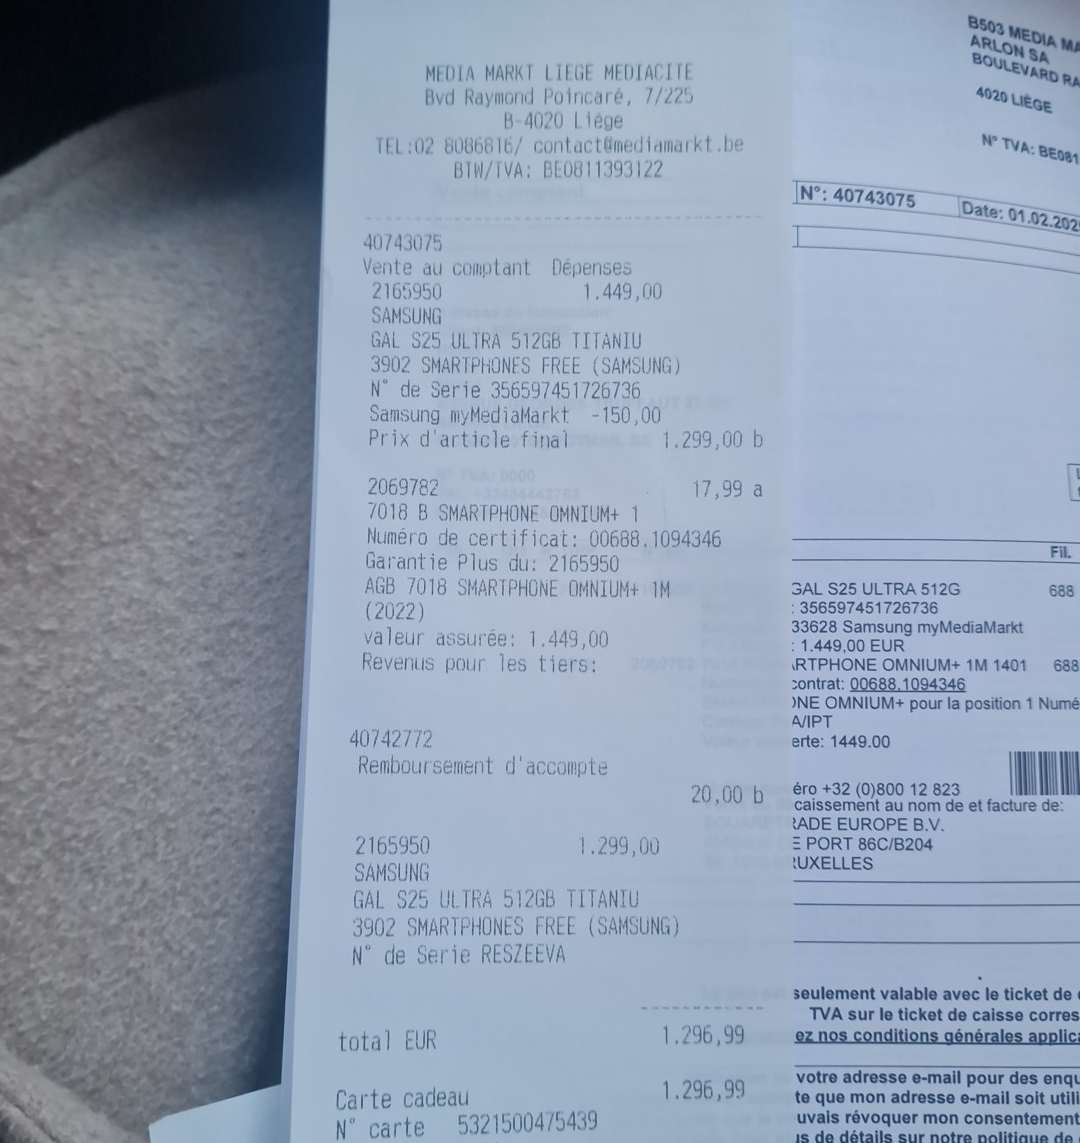 MEDIA MARKT LIEGE MEDIACITE
Bvd Raymond Poincaré, 7/225
B-4020 Liège
TEL:02 8086816/ contact@mediamarkt.be
BTW/TVA: BE0811393122
40743075
Vente au comptant Dépenses
2165950 1.449,00
SAMSUNG
GAL S25 ULTRA 512GB TITANIU
3902 SMARTPHONES FREE (SAMSUNG)
N° de Serie 356597451726736
Samsung myMediaMarkt -150,00
Prix d'article final 1.299,00 b
2069782 17,99 a
7018 B SMARTPHONE OMNIUM+ 1
Numéro de certificat: 00688.1094346
Garantie Plus du: 2165950
AGB 7018 SMARTPHONE OMNIUM+ 1M
(2022)
valeur assurée: 1.449,00
Revenus pour les tiers:
40742772
Remboursement d'accompte
20,00 b
2165950 1.299,00
SAMSUNG
GAL S25 ULTRA 512GB TITANIU
3902 SMARTPHONES FREE (SAMSUNG)
N° de Serie RESZEEVA
total EUR 1.296,99
Carte cadeau 1.296,99
N° carte 5321500475439
B503 MEDIA MA
ARLON SA
BOULEVARD RA
4020 LIÈGE
N° TVA: BE081
N°: 40743075 Date: 01.02.202
Fil.
GAL S25 ULTRA 512G 688
: 356597451726736
33628 Samsung myMediaMarkt
: 1.449,00 EUR
RTPHONE OMNIUM+ 1M 1401 688
contrat: 00688.1094346
ONE OMNIUM+ pour la position 1 Numé
A/IPT
erte: 1449.00
éro +32 (0)800 12 823
caissement au nom de et facture de:
RADE EUROPE B.V.
E PORT 86C/B204
RUXELLES
seulement valable avec le ticket de
TVA sur le ticket de caisse corres
ez nos conditions générales applica
votre adresse e-mail pour des enqu
te que mon adresse e-mail soit utili
uvais révoquer mon consentement
us de détails sur notre politique de